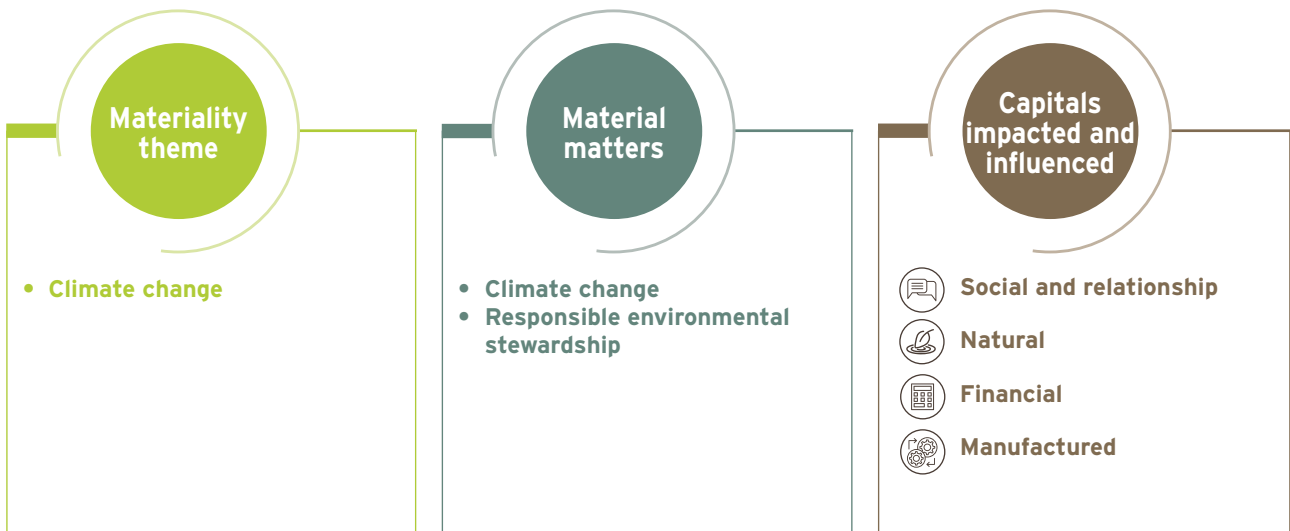 Materiality
theme
• Climate change
Material
matters
• Climate change
• Responsible environmental
stewardship
Capitals
impacted and
influenced
Social and relationship
Natural
Financial
Manufactured